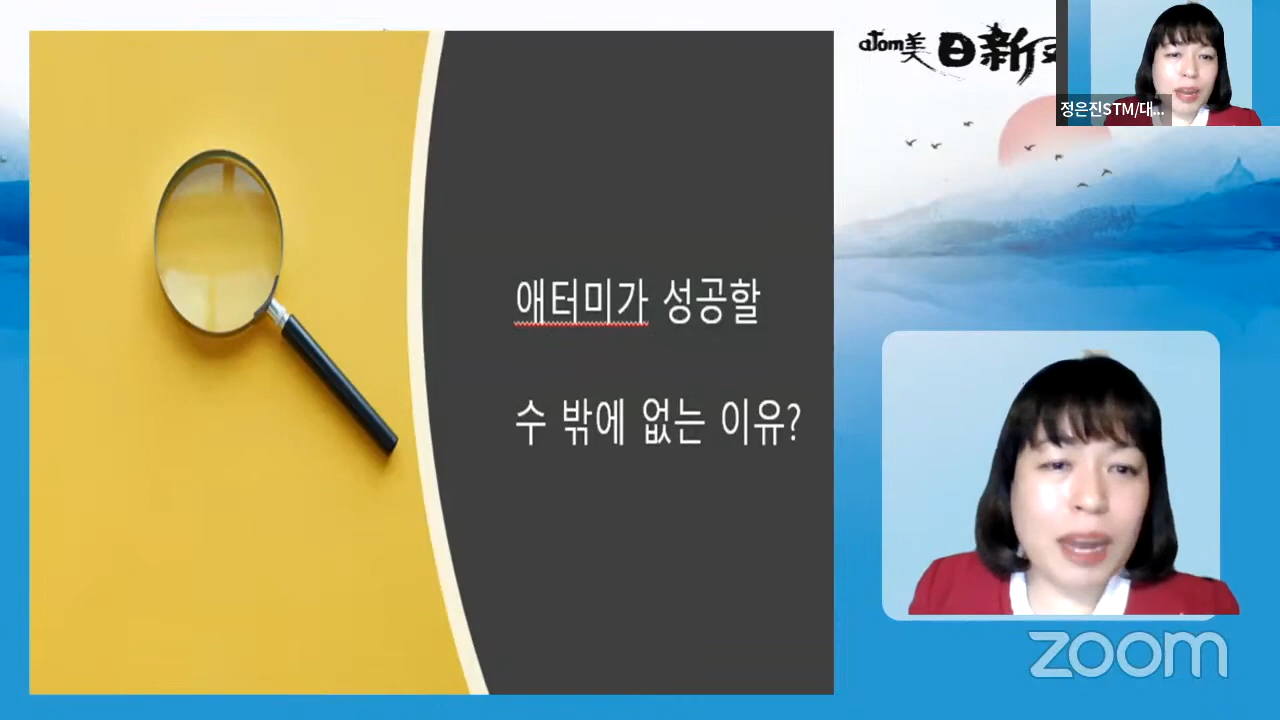 애터미가 성공할
수 밖에 없는 이유?
atom美 日新
정은진STM/대...
zoom